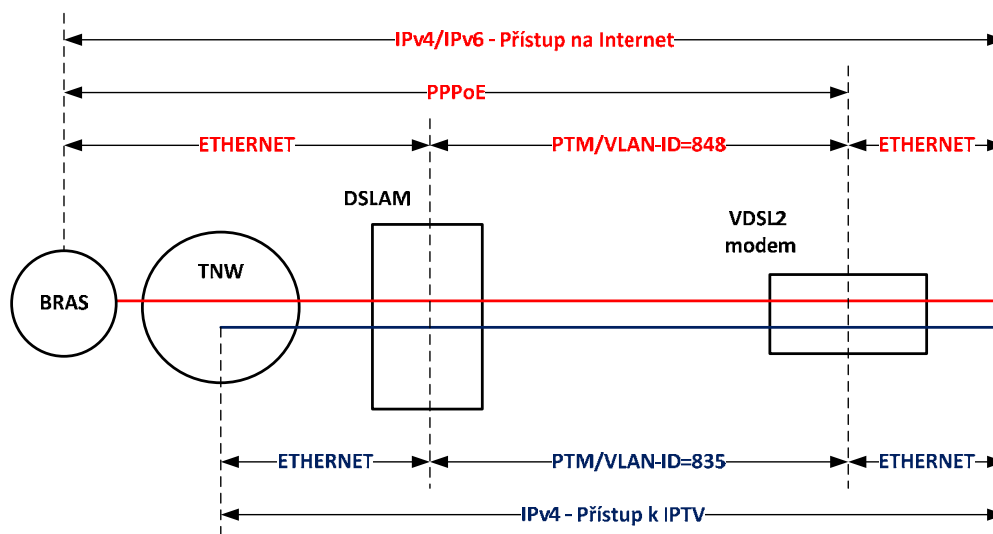 IPv4/IPv6 - Přístup na Internet
PPPoE
ETHERNET
PTM/VLAN-ID=848
ETHERNET
DSLAM
VDSL2
modem
TNW
BRAS
ETHERNET
PTM/VLAN-ID=835
ETHERNET
IPv4 - Přístup k IPTV